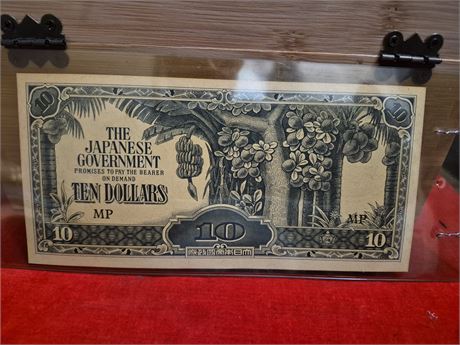 10
10
THE
JAPANESE
GOVERNMENT
PROMISES TO PAY THE BEARER
ON DEMAND
TEN DOLLARS
MP
MP
10
10
10